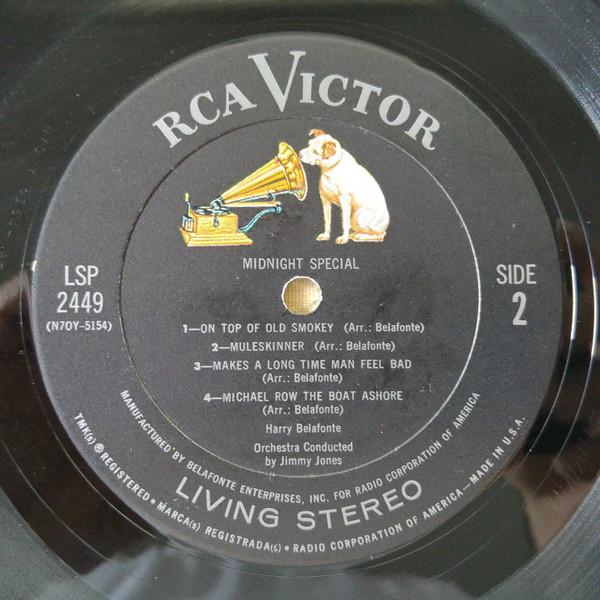 RCA VICTOR
MIDNIGHT SPECIAL
LSP
2449
(N7OY-5154)
SIDE
2
1—ON TOP OF OLD SMOKEY (Arr.: Belafonte)
2—MULESKINNER (Arr.: Belafonte)
3—MAKES A LONG TIME MAN FEEL BAD
(Arr.: Belafonte)
4—MICHAEL ROW THE BOAT ASHORE
(Arr.: Belafonte)
Harry Belafonte
Orchestra Conducted
by Jimmy Jones
MANUFACTURED BY BELAFONTE ENTERPRISES, INC. FOR RADIO CORPORATION OF AMERICA
LIVING STEREO
TMK(s) ® REGISTERED • MARCA(s) REGISTRADA(s) • RADIO CORPORATION OF AMERICA—MADE IN U.S.A.